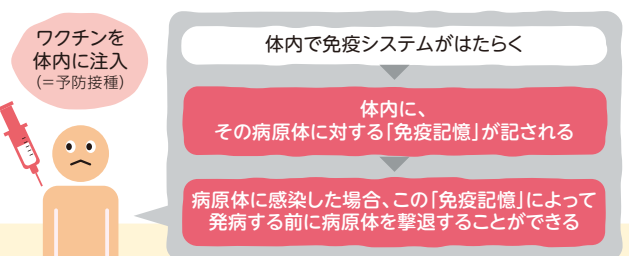 ワクチンを
体内に注入
(=予防接種)
体内で免疫システムがはたらく
体内に、
その病原体に対する「免疫記憶」が記される
病原体に感染した場合、この「免疫記憶」によって
発病する前に病原体を撃退することができる